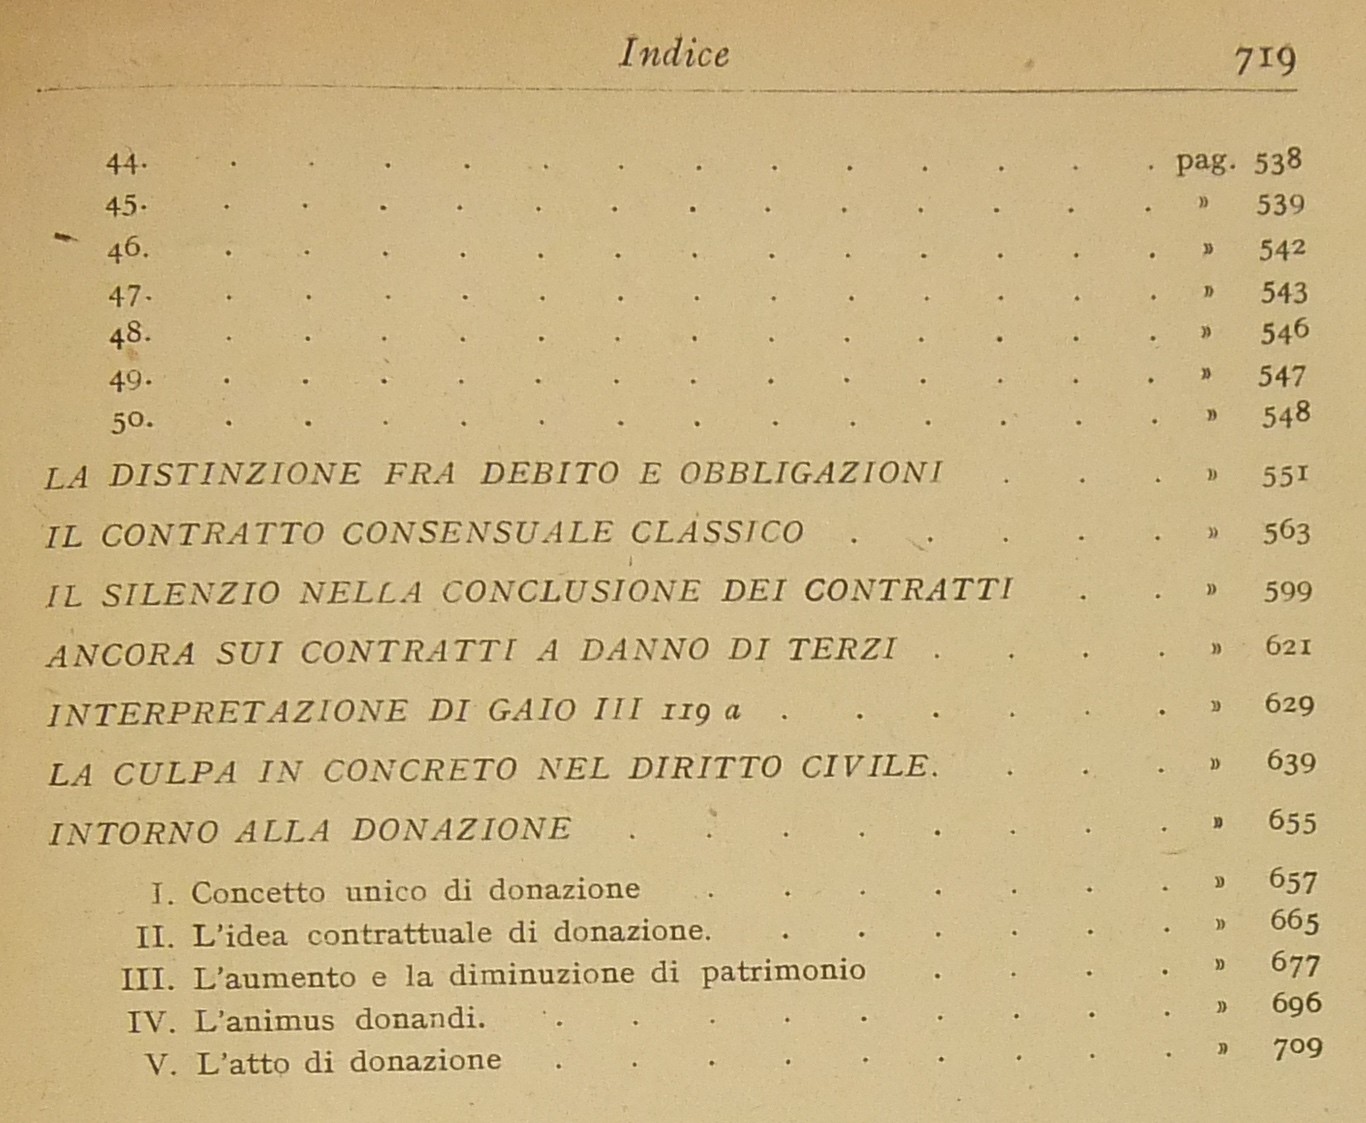 Indice 719
44. . . . . . . . . . . . . . pag. 538
45. . . . . . . . . . . . . . » 539
46. . . . . . . . . . . . . . » 542
47. . . . . . . . . . . . . . » 543
48. . . . . . . . . . . . . . » 546
49. . . . . . . . . . . . . . » 547
50. . . . . . . . . . . . . . » 548
LA DISTINZIONE FRA DEBITO E OBBLIGAZIONI . . . » 551
IL CONTRATTO CONSENSUALE CLASSICO . . . . . » 563
IL SILENZIO NELLA CONCLUSIONE DEI CONTRATTI . . » 599
ANCORA SUI CONTRATTI A DANNO DI TERZI . . . . » 621
INTERPRETAZIONE DI GAIO III 119 a . . . . . . » 629
LA CULPA IN CONCRETO NEL DIRITTO CIVILE. . . . » 639
INTORNO ALLA DONAZIONE . . . . . . . . » 655
I. Concetto unico di donazione . . . . . . . » 657
II. L'idea contrattuale di donazione. . . . . . . » 665
III. L'aumento e la diminuzione di patrimonio . . . . » 677
IV. L'animus donandi. . . . . . . . . . » 696
V. L'atto di donazione . . . . . . . . . » 709